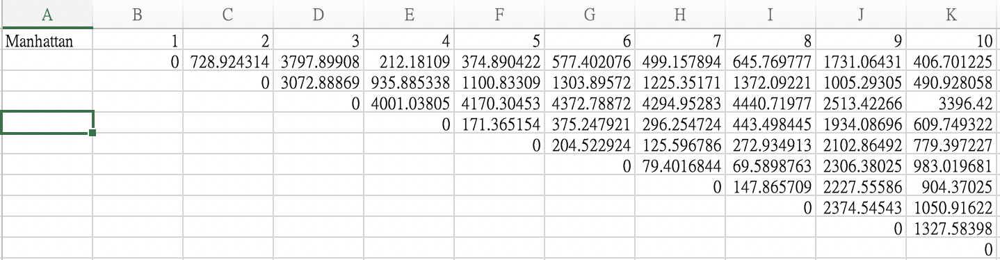 A B C D E F G H I J K
Manhattan 1 2 3 4 5 6 7 8 9 10
0 728.924314 3797.89908 212.18109 374.890422 577.402076 499.157894 645.769777 1731.06431 406.701225
0 3072.88869 935.885338 1100.83309 1303.89572 1225.35171 1372.09221 1005.29305 490.928058
0 4001.03805 4170.30453 4372.78872 4294.95283 4440.71977 2513.42266 3396.42
0 171.365154 375.247921 296.254724 443.498445 1934.08696 609.749322
0 204.522924 125.596786 272.934913 2102.86492 779.397227
0 79.4016844 69.5898763 2306.38025 983.019681
0 147.865709 2227.55586 904.37025
0 2374.54543 1050.91622
0 1327.58398
0